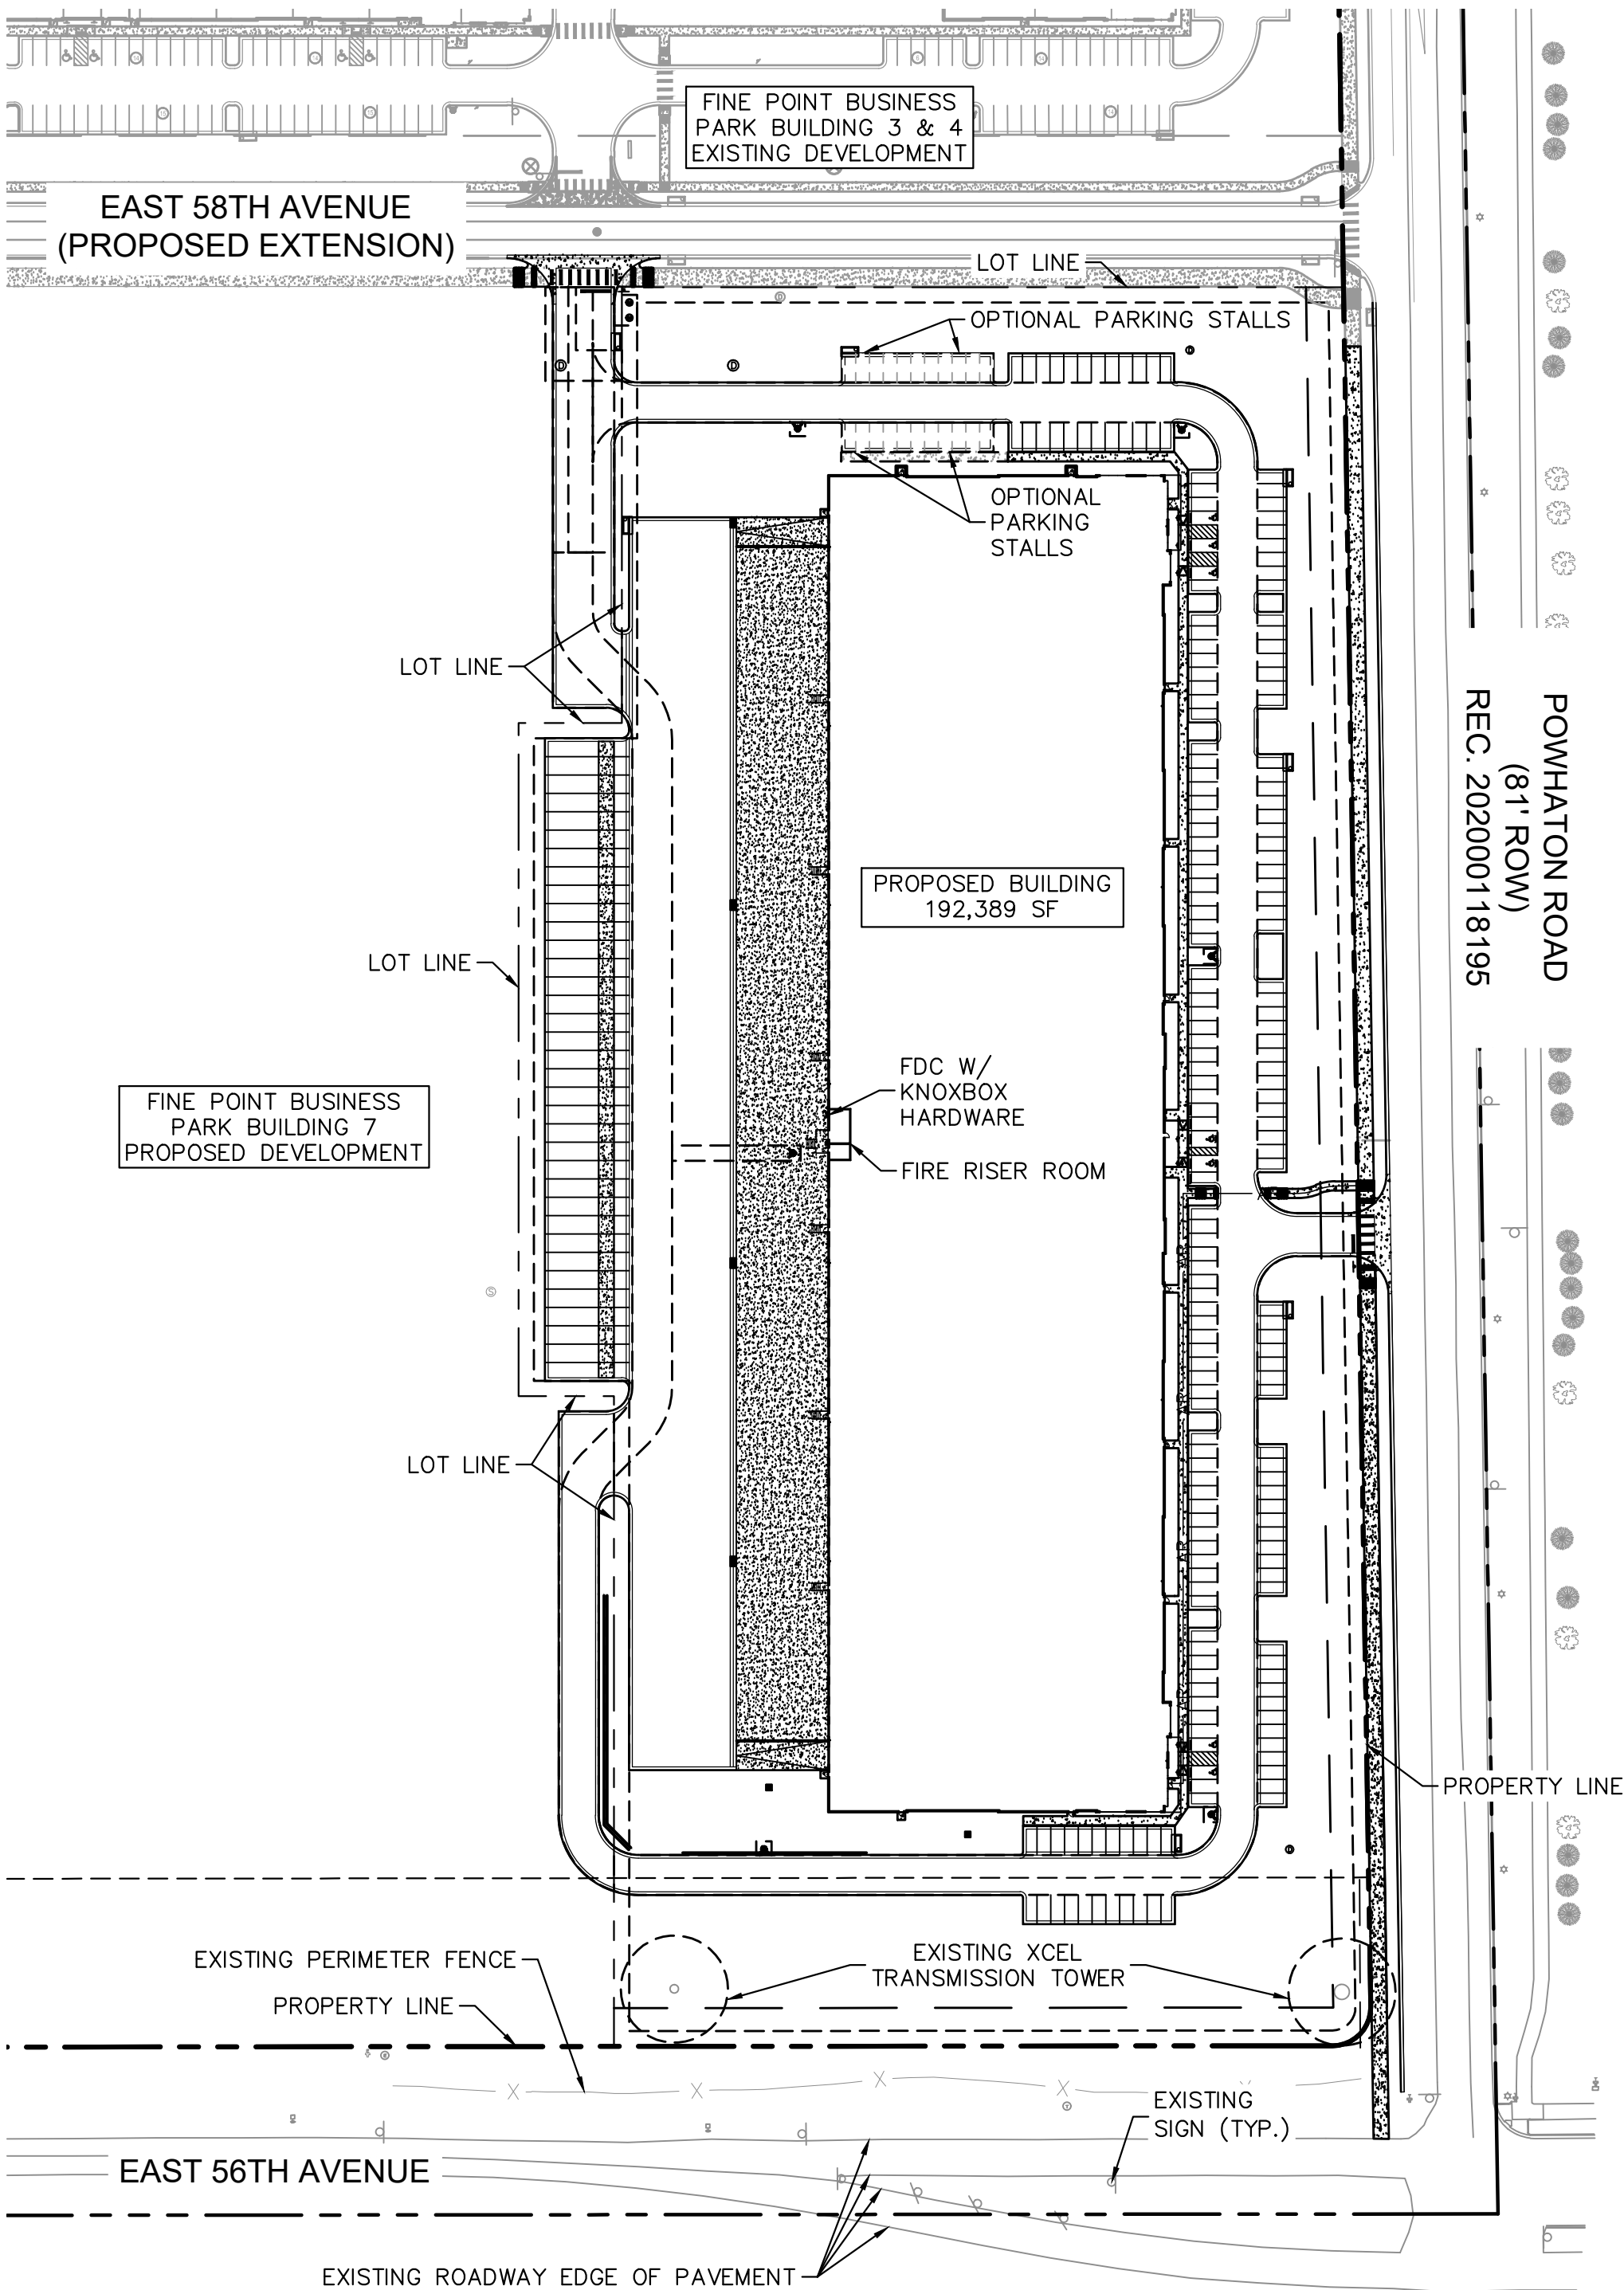 FINE POINT BUSINESS
PARK BUILDING 3 & 4
EXISTING DEVELOPMENT
EAST 58TH AVENUE
(PROPOSED EXTENSION)
LOT LINE
OPTIONAL PARKING STALLS
OPTIONAL
PARKING
STALLS
LOT LINE
POWHATON ROAD
(81' ROW)
REC. 2020000118195
PROPOSED BUILDING
192,389 SF
LOT LINE
FDC W/
KNOXBOX
HARDWARE
FINE POINT BUSINESS
PARK BUILDING 7
PROPOSED DEVELOPMENT
FIRE RISER ROOM
LOT LINE
PROPERTY LINE
EXISTING PERIMETER FENCE
EXISTING XCEL
TRANSMISSION TOWER
PROPERTY LINE
EXISTING
SIGN (TYP.)
EAST 56TH AVENUE
EXISTING ROADWAY EDGE OF PAVEMENT